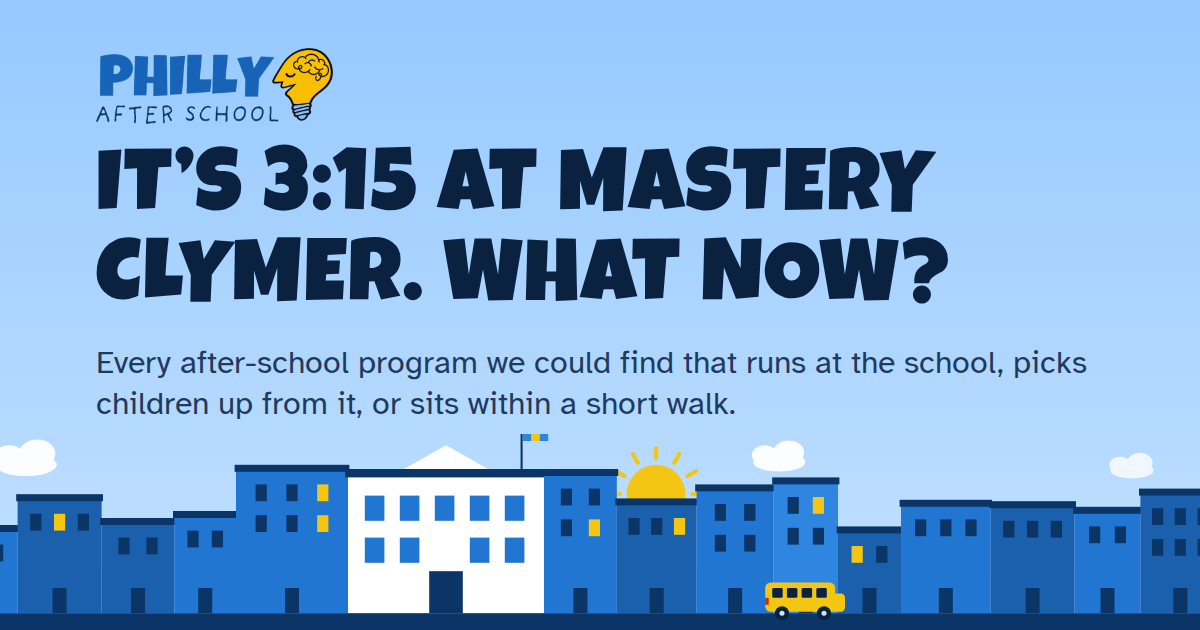 PHILLY
AFTER SCHOOL
IT’S 3:15 AT MASTERY
CLYMER. WHAT NOW?
Every after-school program we could find that runs at the school, picks
children up from it, or sits within a short walk.